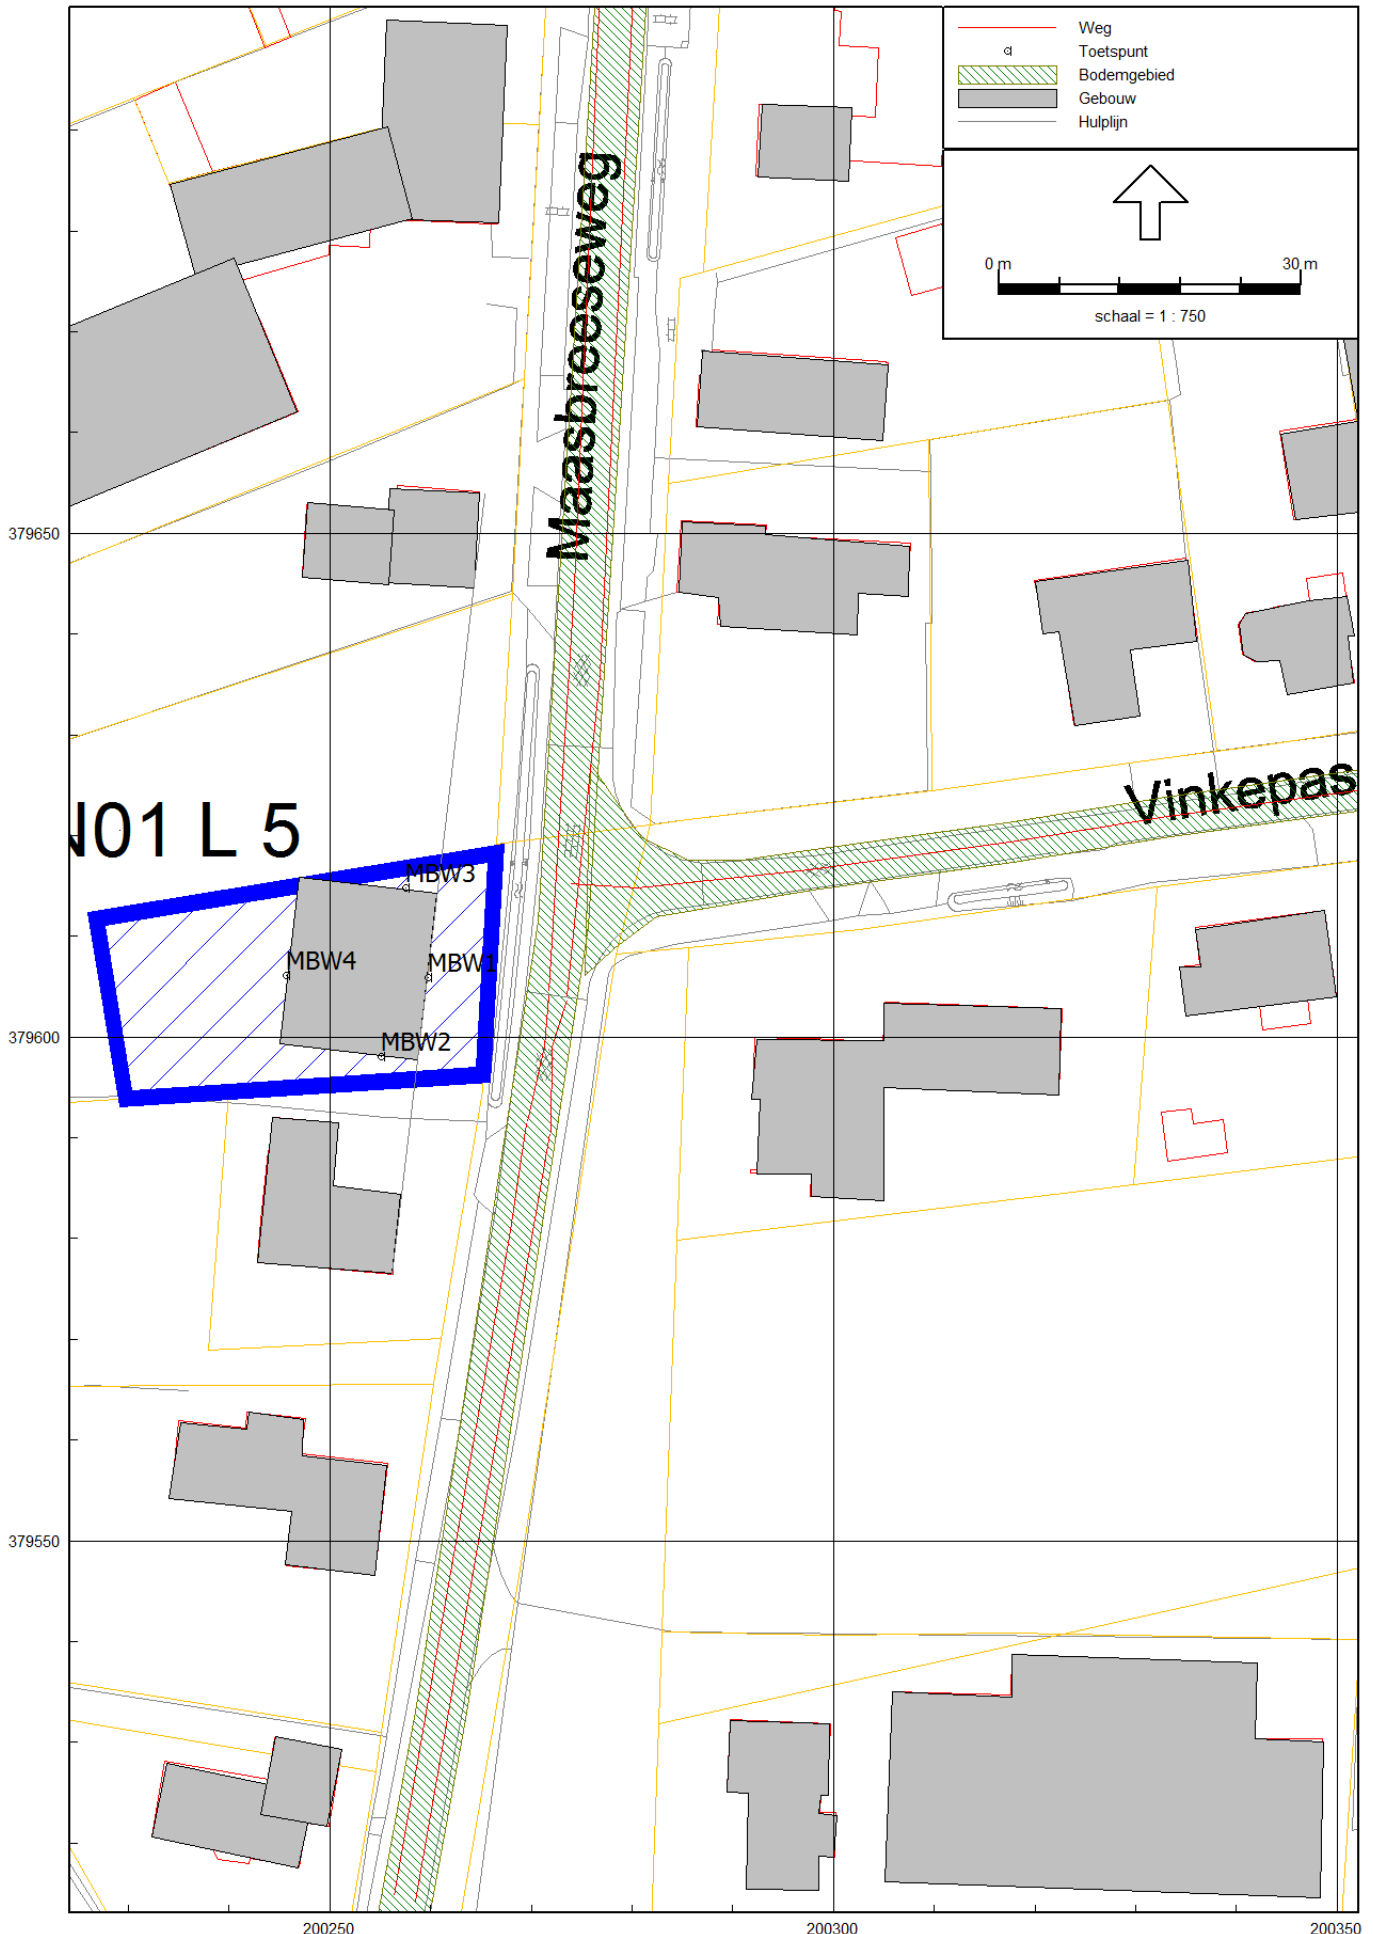 Weg
Toetspunt
Bodemgebied
Gebouw
Hulplijn
0 m 30 m
schaal = 1 : 750
Maasbreeseweg
379650
Vinkepas
01 L 5
MBW3
MBW4
MBW1
379600
MBW2
379550
200250 200300 200350